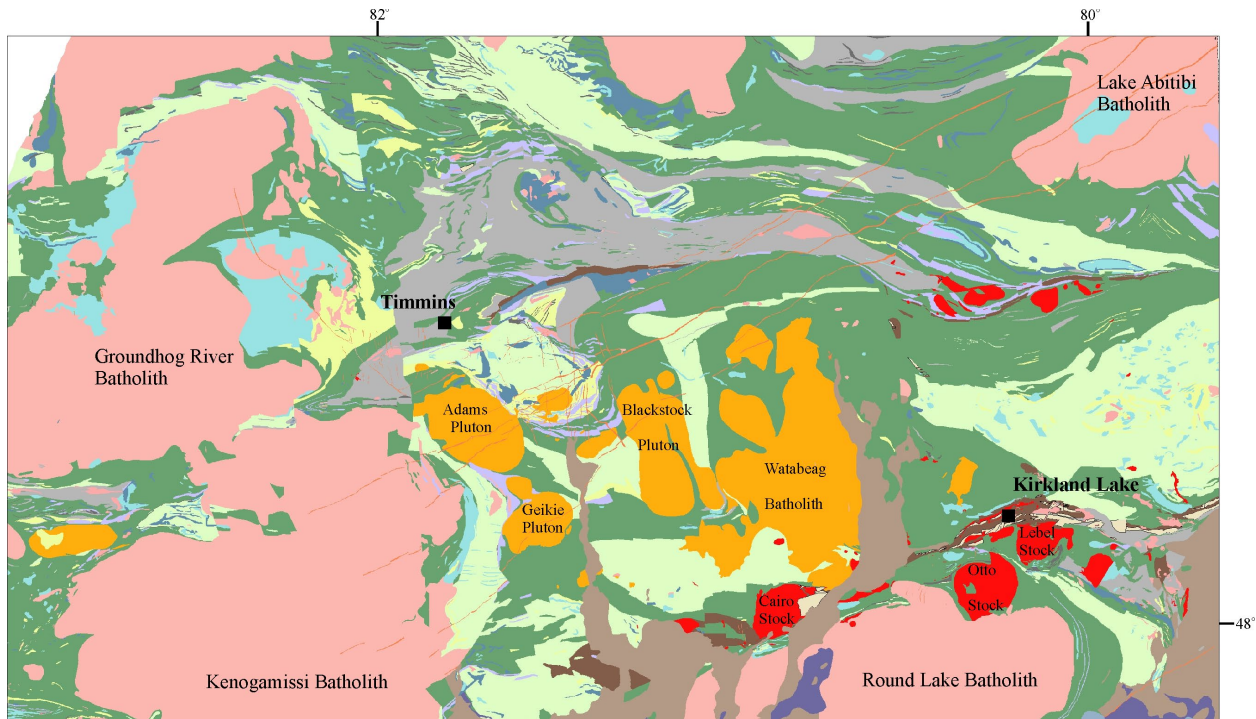 82°
80°
Lake Abitibi
Batholith
Timmins
Groundhog River
Batholith
Adams
Pluton
Blackstock
Pluton
Watabeag
Batholith
Kirkland Lake
Geikie
Pluton
Lebel
Stock
Otto
Stock
Cairo
Stock
48°
Kenogamissi Batholith
Round Lake Batholith